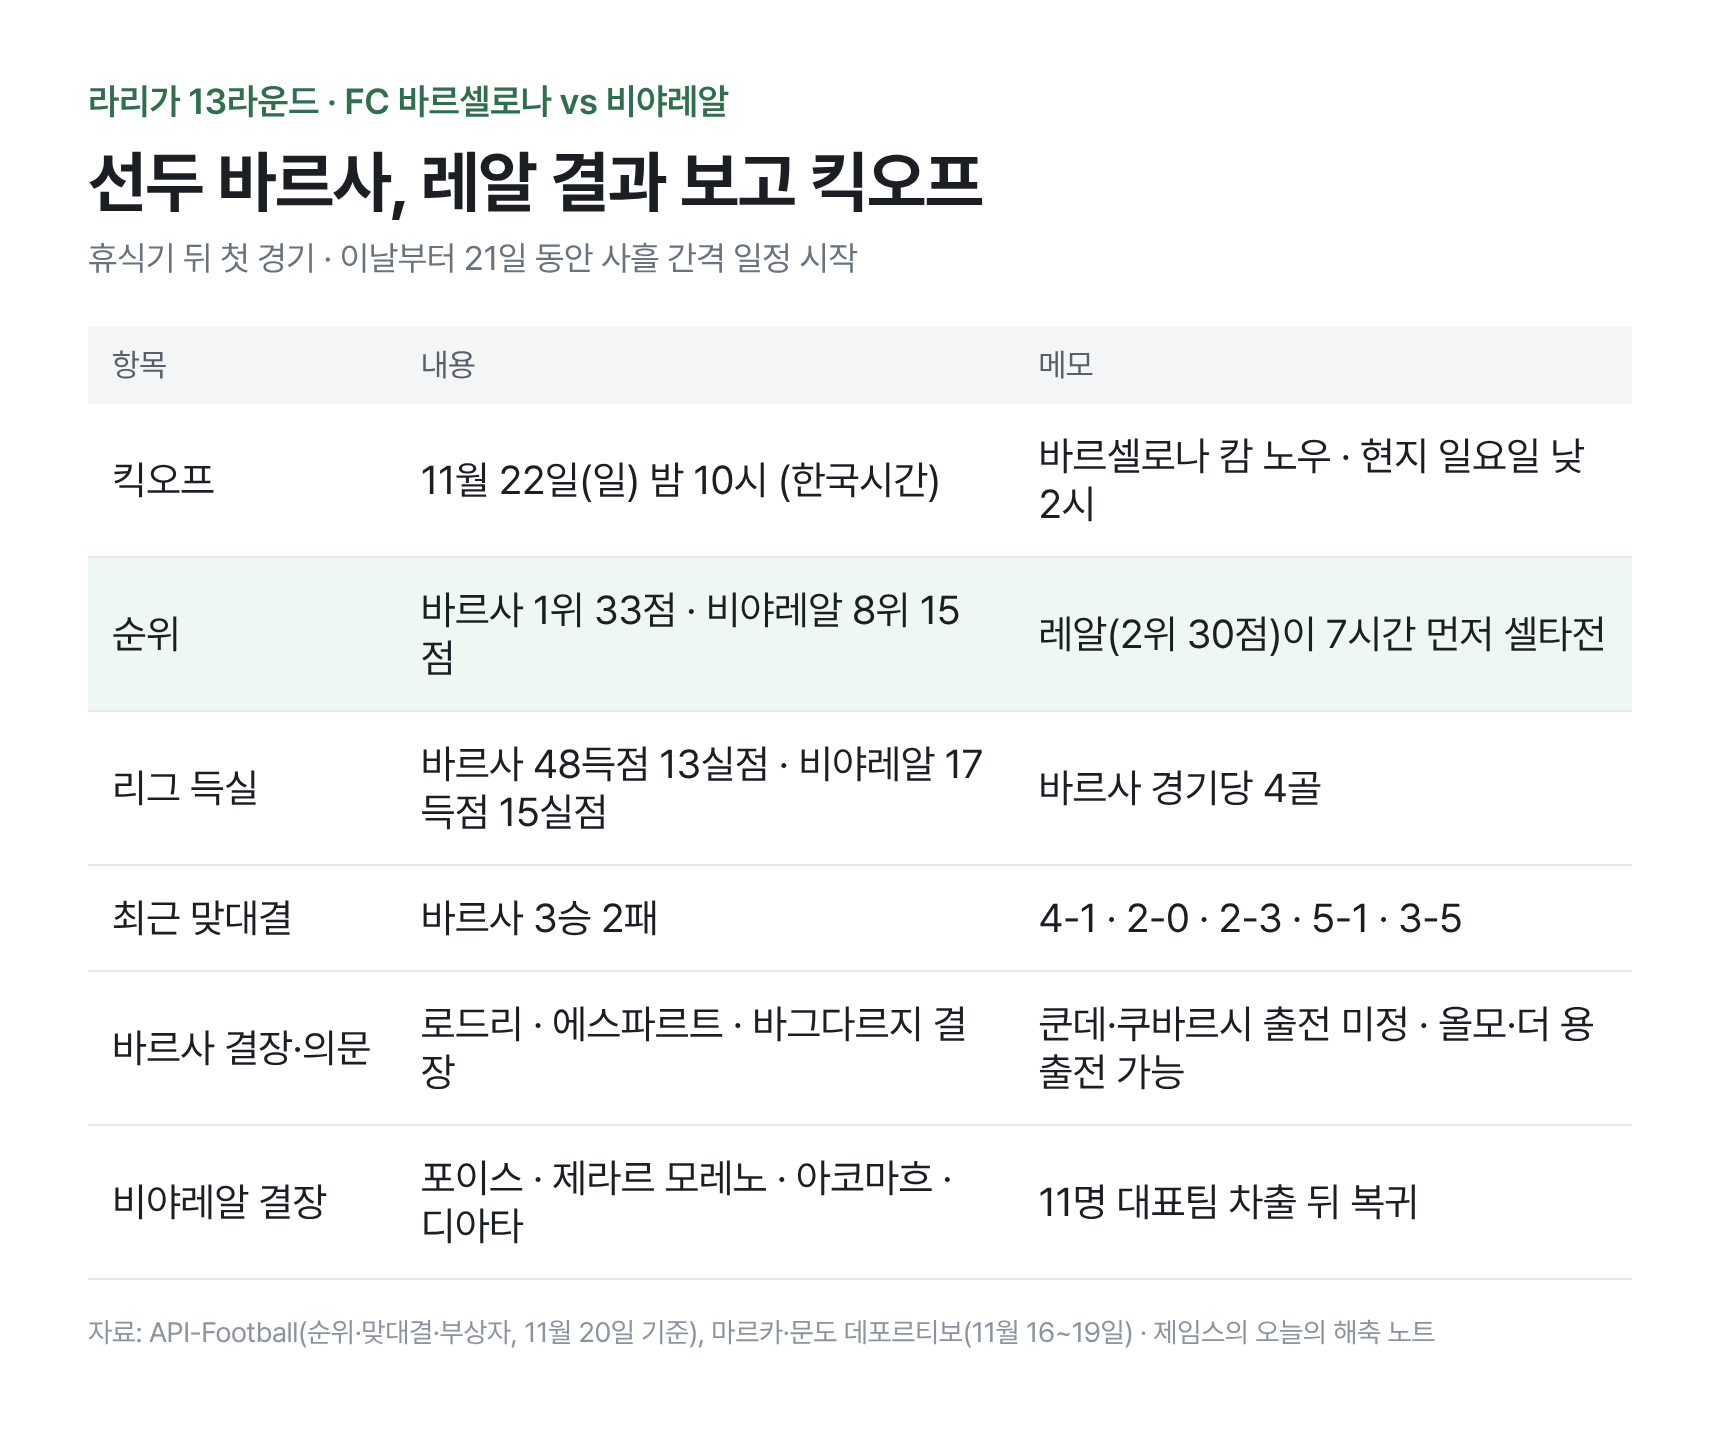 라리가 13라운드 · FC 바르셀로나 vs 비야레알
선두 바르사, 레알 결과 보고 킥오프
휴식기 뒤 첫 경기 · 이날부터 21일 동안 사흘 간격 일정 시작
항목 내용 메모
킥오프 11월 22일(일) 밤 10시 (한국시간) 바르셀로나 캄 노우 · 현지 일요일 낮
2시
순위 바르사 1위 33점 · 비야레알 8위 15
점
레알(2위 30점)이 7시간 먼저 셀타전
리그 득실 바르사 48득점 13실점 · 비야레알 17
득점 15실점
바르사 경기당 4골
최근 맞대결 바르사 3승 2패 4-1 · 2-0 · 2-3 · 5-1 · 3-5
바르사 결장·의문 로드리 · 에스파르트 · 바그다르지 결
장
쿤데·쿠바르시 출전 미정 · 올모·더 용
출전 가능
비야레알 결장 포이스 · 제라르 모레노 · 아코마흐 ·
디아타
11명 대표팀 차출 뒤 복귀
자료: API-Football(순위·맞대결·부상자, 11월 20일 기준), 마르카·문도 데포르티보(11월 16~19일) · 제임스의 오늘의 해축 노트